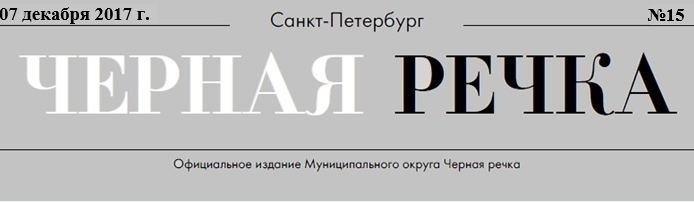 07 декабря 2017 г. Санкт-Петербург №15
ЧЕРНАЯ РЕЧКА
Официальное издание Муниципального округа Черная речка